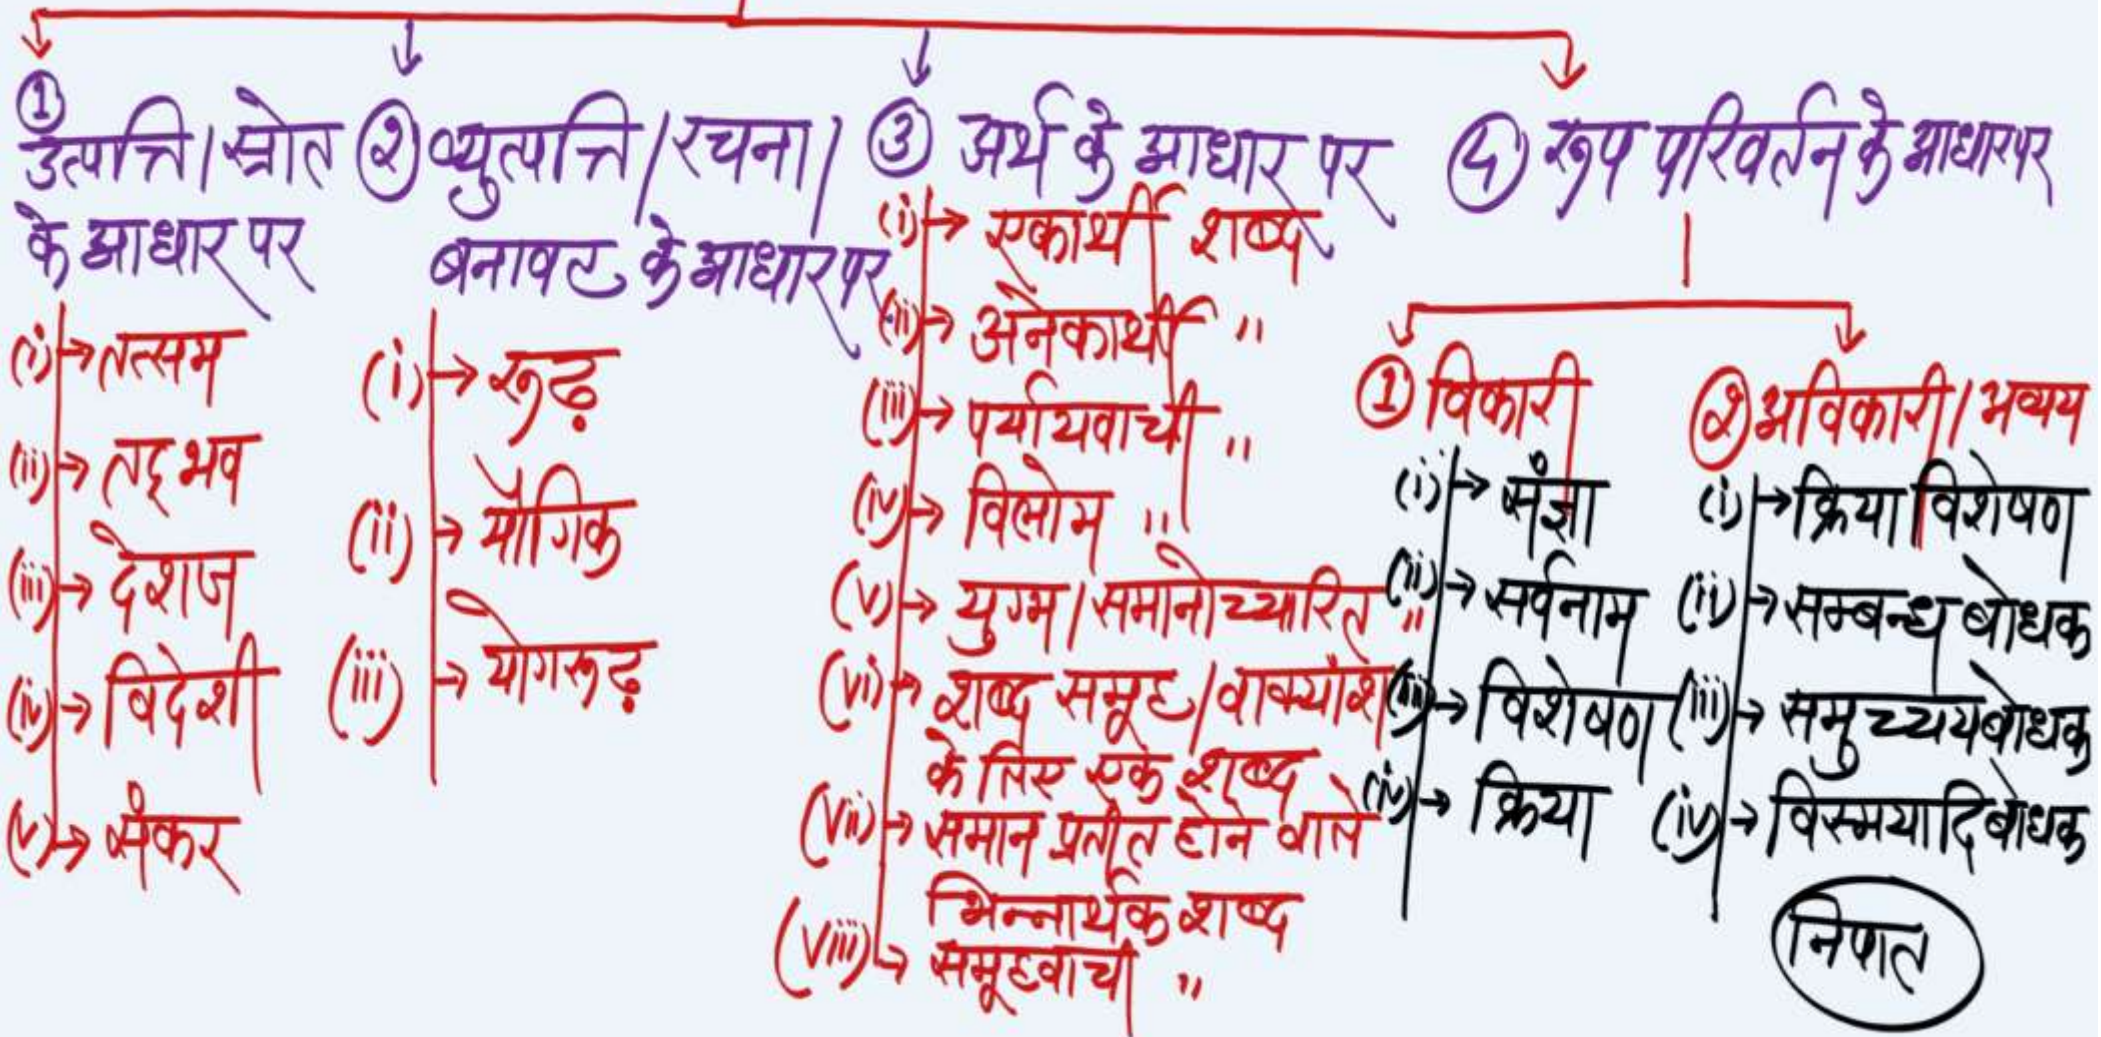 ① उत्पत्ति/स्रोत
के आधार पर
(i) → तत्सम
(ii) → तद्भव
(iii) → देशज
(iv) → विदेशी
(v) → संकर
② व्युत्पत्ति/रचना/
बनावट के आधार पर
(i) → रूढ़
(ii) → यौगिक
(iii) → योगरूढ़
③ अर्थ के आधार पर
(i) → एकार्थी शब्द
(ii) → अनेकार्थी "
(iii) → पर्यायवाची "
(iv) → विलोम "
(v) → युग्म/समानोच्चारित "
(vi) → शब्द समूह/वाक्यांश
के लिए एक शब्द
(vii) → समान प्रतीत होने वाले
भिन्नार्थक शब्द
(viii) → समूहवाची "
④ रूप परिवर्तन के आधार पर
① विकारी
(i) → संज्ञा
(ii) → सर्वनाम
(iii) → विशेषण
(iv) → क्रिया
② अविकारी/अव्यय
(i) → क्रिया विशेषण
(ii) → सम्बन्ध बोधक
(iii) → समुच्चयबोधक
(iv) → विस्मयादिबोधक
निपात